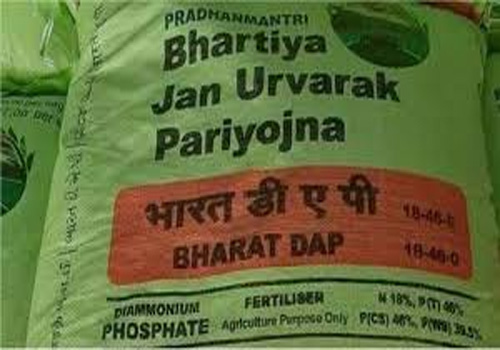 PRADHANMANTRI
Bhartiya
Jan Urvarak
Pariyojna
भारत डी ए पी 18-46-0
BHARAT DAP 18-46-0
DIAMMONIUM PHOSPHATE
FERTILISER
Agriculture Purpose Only
N 18%, P(T) 46%
P(CS) 46%, P(WS) 39.5%